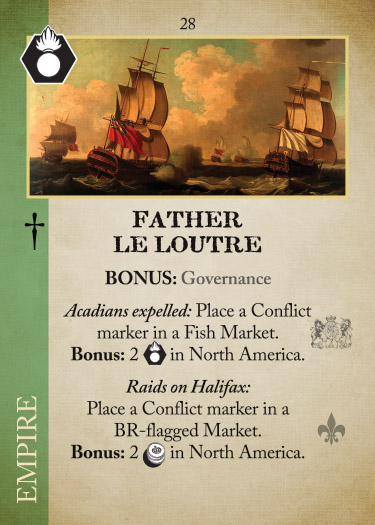 28
FATHER
LE LOUTRE
BONUS: Governance
Acadians expelled: Place a Conflict
marker in a Fish Market.
Bonus: 2 in North America.
Raids on Halifax:
Place a Conflict marker in a
BR-flagged Market.
Bonus: 2 in North America.
EMPIRE